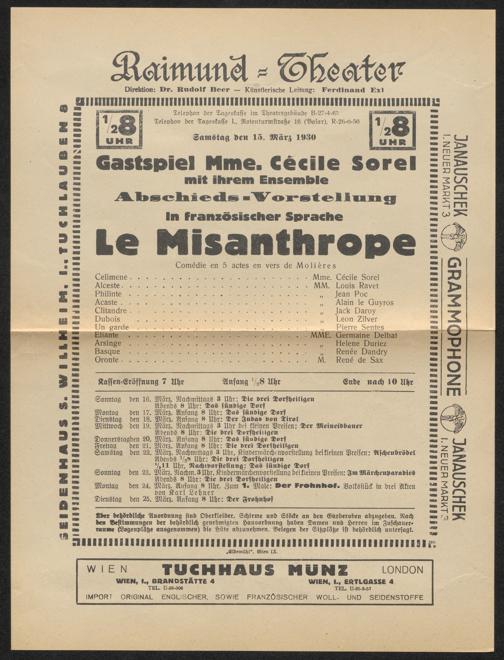 Raimund-Theater
Direktion: Dr. Rudolf Beer — Künstlerische Leitung: Ferdinand Exl
SEIDENHAUS S. WILLHEIM, I., TUCHLAUBEN 8
JANAUSCHEK
I. NEUER MARKT 3
GRAMMOPHONE
JANAUSCHEK
I. NEUER MARKT 3
1/2 8
UHR
1/2 8
UHR
Telephon der Tageskasse im Theatergebäude B-27-4-63
Telephon der Tageskasse I., Rotenturmstraße 16 (Baier), R-26-6-56
Samstag den 15. März 1930
Gastspiel Mme. Cécile Sorel
mit ihrem Ensemble
Abschieds-Vorstellung
In französischer Sprache
Le Misanthrope
Comédie en 5 actes en vers de Molières
Celimene . . . Mme. Cécile Sorel
Alceste . . . MM. Louis Ravet
Philinte . . . „ Jean Poc
Acaste . . . „ Alain le Guyros
Clitandre . . . „ Jack Daroy
Dubois . . . „ Leon Zilver
Un garde . . . „ Pierre Sentes
Eliante . . . MME. Germaine Delbat
Arsinge . . . „ Helene Duriez
Basque . . . „ Renée Dandry
Oronte . . . M. René de Sax
Kassen-Eröffnung 7 Uhr Anfang 1/2 8 Uhr Ende nach 10 Uhr
Sonntag den 16. März, Nachmittags 3 Uhr: Die drei Dorfheiligen
Abends 8 Uhr: Das sündige Dorf
Montag den 17. März, Anfang 8 Uhr: Das sündige Dorf
Dienstag den 18. März, Anfang 8 Uhr: Der Judas von Tirol
Mittwoch den 19. März, Nachmittags 3 Uhr bei kleinen Preisen: Der Meineidbauer
Abends 8 Uhr: Die drei Dorfheiligen
Donnerstag den 20. März, Anfang 8 Uhr: Das sündige Dorf
Freitag den 21. März, Anfang 8 Uhr: Die drei Dorfheiligen
Samstag den 22. März, Nachmittags 3 Uhr, Kindermärchenvorstellung bei kleinen Preisen: Aschenbrödel
Abends 8 Uhr: Die drei Dorfheiligen
1/4 11 Uhr, Nachtvorstellung: Das sündige Dorf
Sonntag den 23. März, Nachm. 3 Uhr, Kindermärchenvorstellung bei kleinen Preisen: Im Märchenparadies
Abends 8 Uhr: Die drei Dorfheiligen
Montag den 24. März, Anfang 8 Uhr. Zum 1. Male: Der Frohnhof. Volksstück in drei Akten
von Karl Lebner
Dienstag den 25. März, Anfang 8 Uhr: Der Frohnhof
Über behördliche Anordnung sind Oberkleider, Schirme und Stöcke an den Garderoben abzugeben. Nach
den Bestimmungen der behördlich genehmigten Hausordnung haben Damen und Herren im Zuschauer-
raume (Logenplätze ausgenommen) die Hüte abzunehmen. Belegen der Sitzplätze ist behördlich untersagt.
„Elbemühl“, Wien IX.
WIEN TUCHHAUS MUNZ LONDON
WIEN, I., BRANDSTÄTTE 4 WIEN, I., ERTLGASSE 4
IMPORT ORIGINAL ENGLISCHER, SOWIE FRANZÖSISCHER WOLL- UND SEIDENSTOFFE